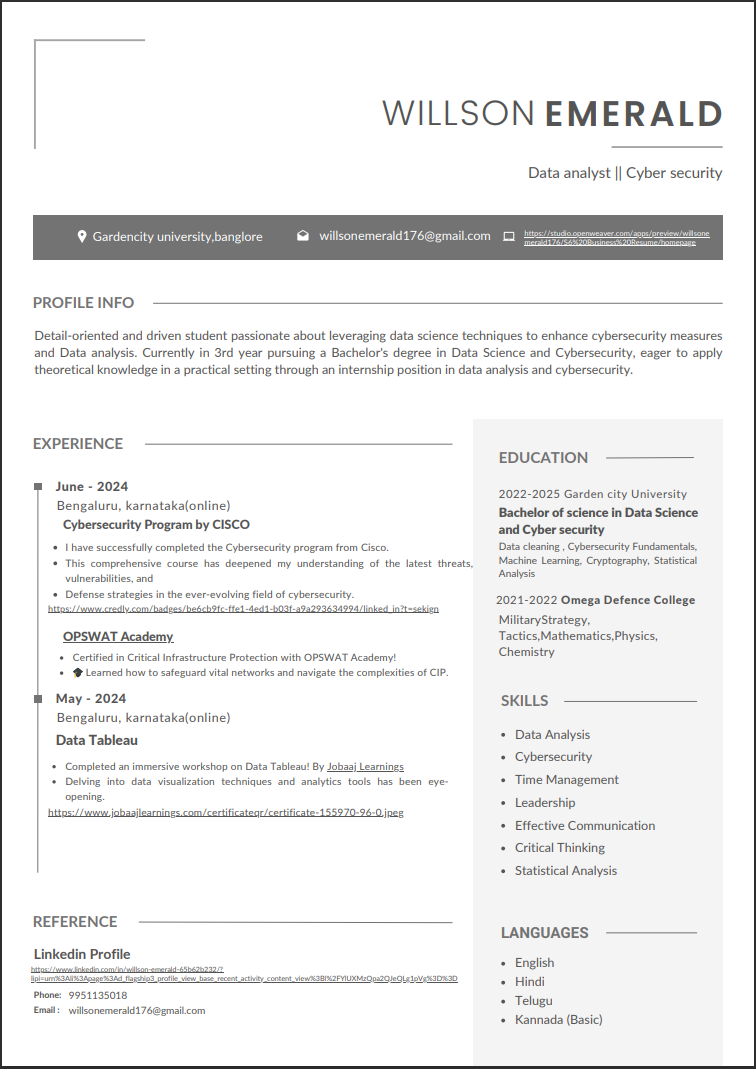 WILLSON EMERALD
Data analyst || Cyber security
Gardencity university,banglore
willsonemerald176@gmail.com
https://studio.openweaver.com/apps/preview/willsone
merald176/S6%20Business%20Resume/homepage
PROFILE INFO
Detail-oriented and driven student passionate about leveraging data science techniques to enhance cybersecurity measures
and Data analysis. Currently in 3rd year pursuing a Bachelor's degree in Data Science and Cybersecurity, eager to apply
theoretical knowledge in a practical setting through an internship position in data analysis and cybersecurity.
EXPERIENCE
June - 2024
Bengaluru, karnataka(online)
Cybersecurity Program by CISCO
• I have successfully completed the Cybersecurity program from Cisco.
• This comprehensive course has deepened my understanding of the latest threats,
vulnerabilities, and
• Defense strategies in the ever-evolving field of cybersecurity.
https://www.credly.com/badges/be6cb9fc-ffe1-4ed1-b03f-a9a293634994/linked_in?t=sekign
OPSWAT Academy
• Certified in Critical Infrastructure Protection with OPSWAT Academy!
• 🎓 Learned how to safeguard vital networks and navigate the complexities of CIP.
May - 2024
Bengaluru, karnataka(online)
Data Tableau
• Completed an immersive workshop on Data Tableau! By Jobaaj Learnings
• Delving into data visualization techniques and analytics tools has been eye-
opening.
https://www.jobaajlearnings.com/certificateqr/certificate-155970-96-0.jpeg
REFERENCE
Linkedin Profile
https://www.linkedin.com/in/willson-emerald-65b62b232/?
lipi=urn%3Ali%3Apage%3Ad_flagship3_profile_view_base_recent_activity_content_view%3BI%2FYIUXMzQpa2QJeQLg1pVg%3D%3D
Phone: 9951135018
Email : willsonemerald176@gmail.com
EDUCATION
2022-2025 Garden city University
Bachelor of science in Data Science
and Cyber security
Data cleaning , Cybersecurity Fundamentals,
Machine Learning, Cryptography, Statistical
Analysis
2021-2022 Omega Defence College
MilitaryStrategy,
Tactics,Mathematics,Physics,
Chemistry
SKILLS
• Data Analysis
• Cybersecurity
• Time Management
• Leadership
• Effective Communication
• Critical Thinking
• Statistical Analysis
LANGUAGES
• English
• Hindi
• Telugu
• Kannada (Basic)